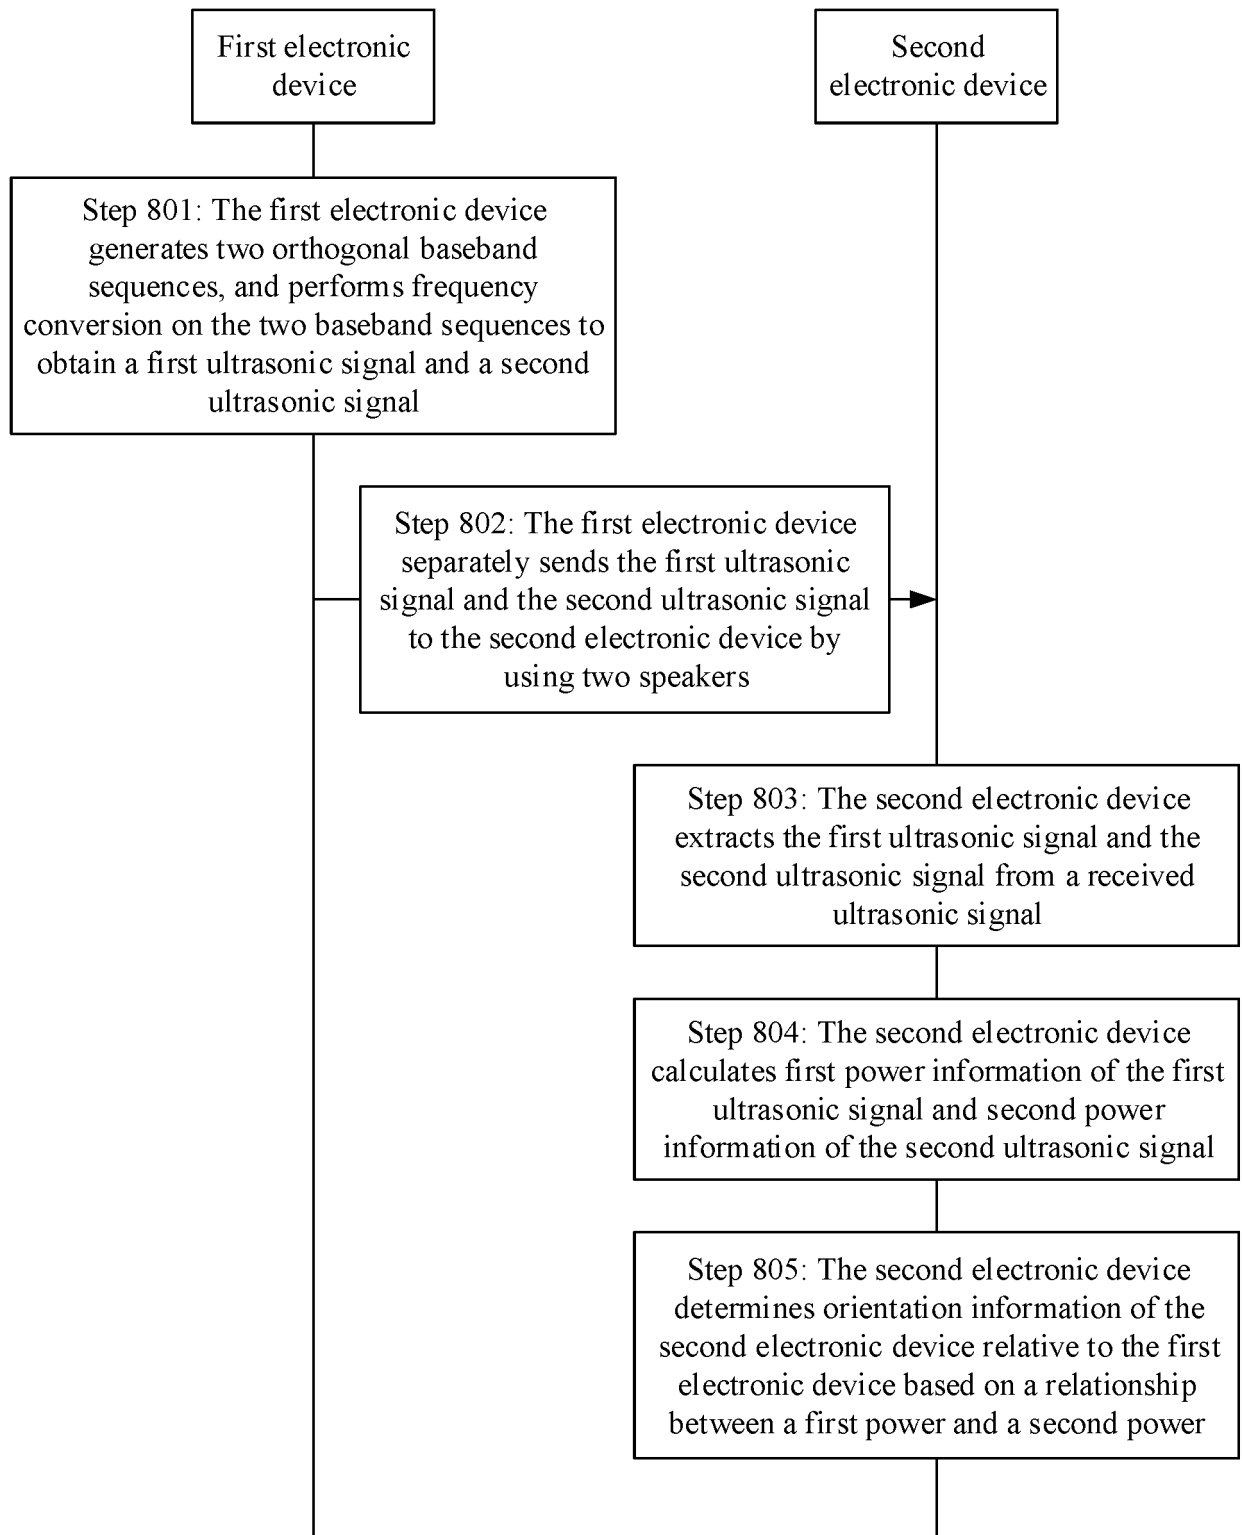 First electronic
device
Second
electronic device
Step 801: The first electronic device
generates two orthogonal baseband
sequences, and performs frequency
conversion on the two baseband sequences to
obtain a first ultrasonic signal and a second
ultrasonic signal
Step 802: The first electronic device
separately sends the first ultrasonic
signal and the second ultrasonic signal
to the second electronic device by
using two speakers
Step 803: The second electronic device
extracts the first ultrasonic signal and the
second ultrasonic signal from a received
ultrasonic signal
Step 804: The second electronic device
calculates first power information of the first
ultrasonic signal and second power
information of the second ultrasonic signal
Step 805: The second electronic device
determines orientation information of the
second electronic device relative to the first
electronic device based on a relationship
between a first power and a second power